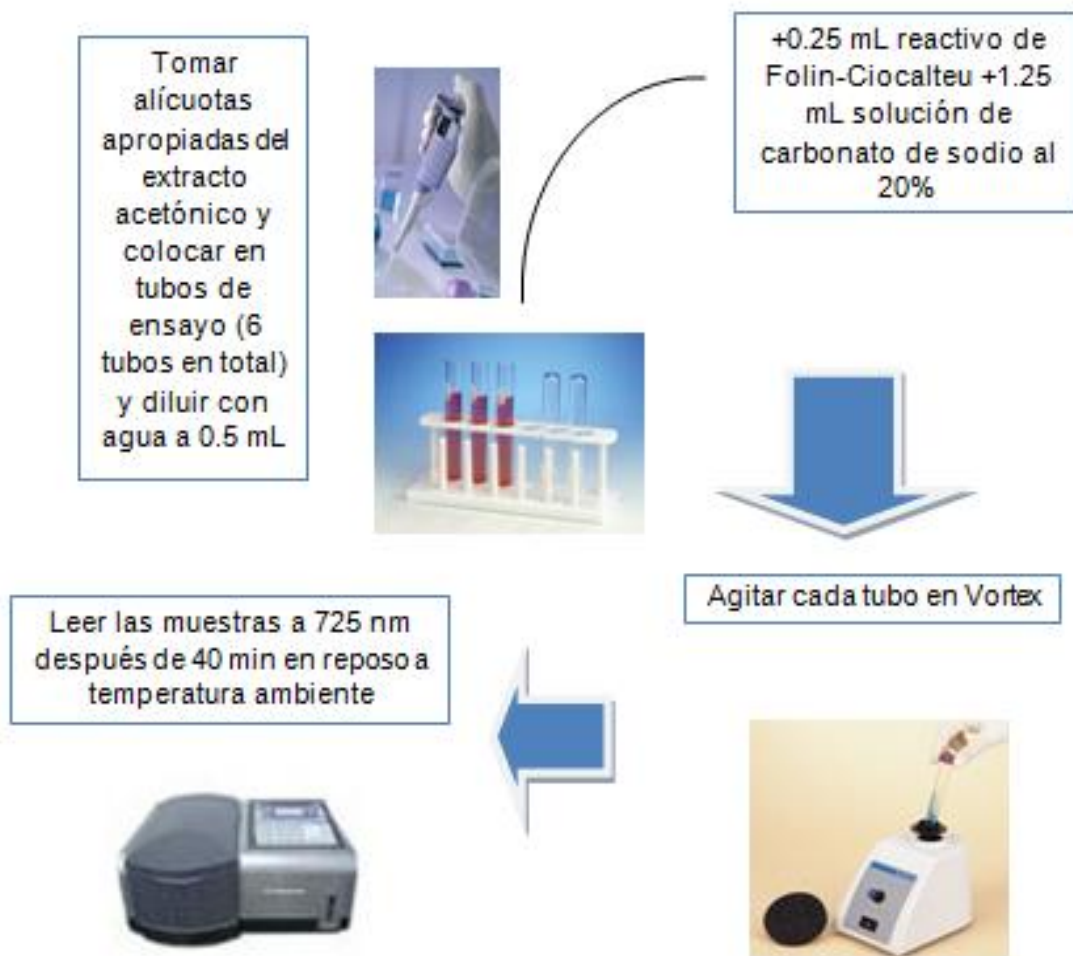 Tomar
alícuotas
apropiadas del
extracto
acetónico y
colocar en
tubos de
ensayo (6
tubos en total)
y diluir con
agua a 0.5 mL
+0.25 mL reactivo de
Folin-Ciocalteu +1.25
mL solución de
carbonato de sodio al
20%
Agitar cada tubo en Vortex
Leer las muestras a 725 nm
después de 40 min en reposo a
temperatura ambiente